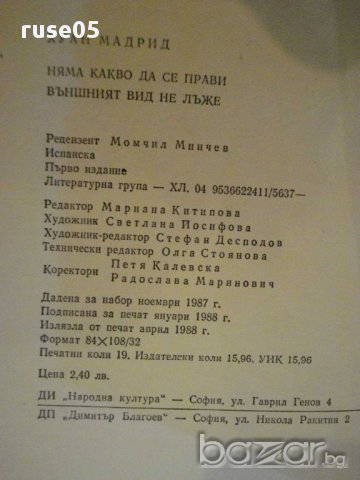 ruse05
ХУАН МАДРИД
НЯМА КАКВО ДА СЕ ПРАВИ
ВЪНШНИЯТ ВИД НЕ ЛЪЖЕ
Рецензент Момчил Минчев
Испанска
Първо издание
Литературна група — ХЛ. 04 9536622411/5637—
Редактор Мариана Китипова
Художник Светлана Йосифова
Художник-редактор Стефан Десподов
Технически редактор Олга Стоянова
Коректори Петя Калевска
Радослава Маринович
Дадена за набор ноември 1987 г.
Подписана за печат януари 1988 г.
Излязла от печат април 1988 г.
Формат 84×108/32
Печатни коли 19. Издателски коли 15,96. УИК 15,96
Цена 2,40 лв.
ДИ „Народна култура" — София, ул. Гаврил Генов 4
ДП „Димитър Благоев" — София, ул. Никола Ракитин 2
bazar.bg